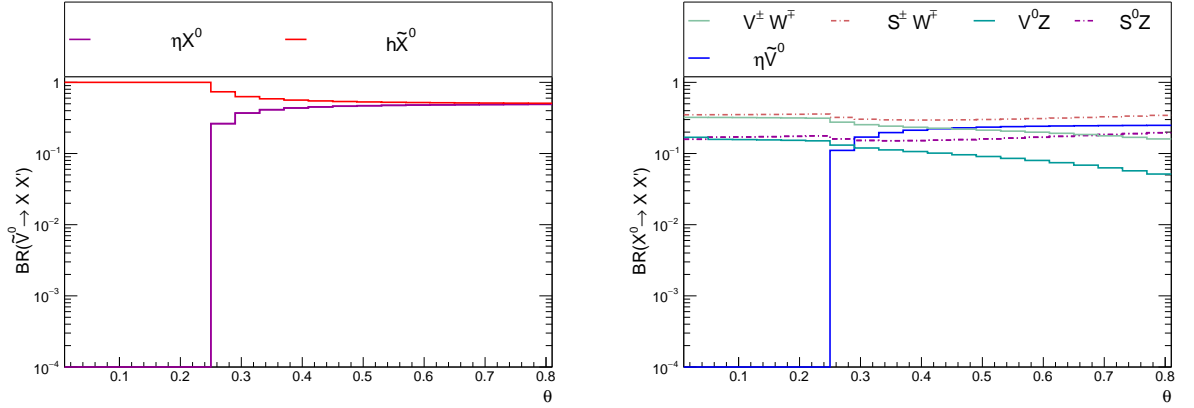 ηX⁰ hX̃⁰
1
10⁻¹
10⁻²
10⁻³
10⁻⁴
BR(Ṽ⁰→ X X')
0.1 0.2 0.3 0.4 0.5 0.6 0.7 0.8
θ
V± W∓ S± W∓ V⁰Z S⁰Z
ηṼ⁰
1
10⁻¹
10⁻²
10⁻³
10⁻⁴
BR(X⁰→ X X')
0.1 0.2 0.3 0.4 0.5 0.6 0.7 0.8
θ